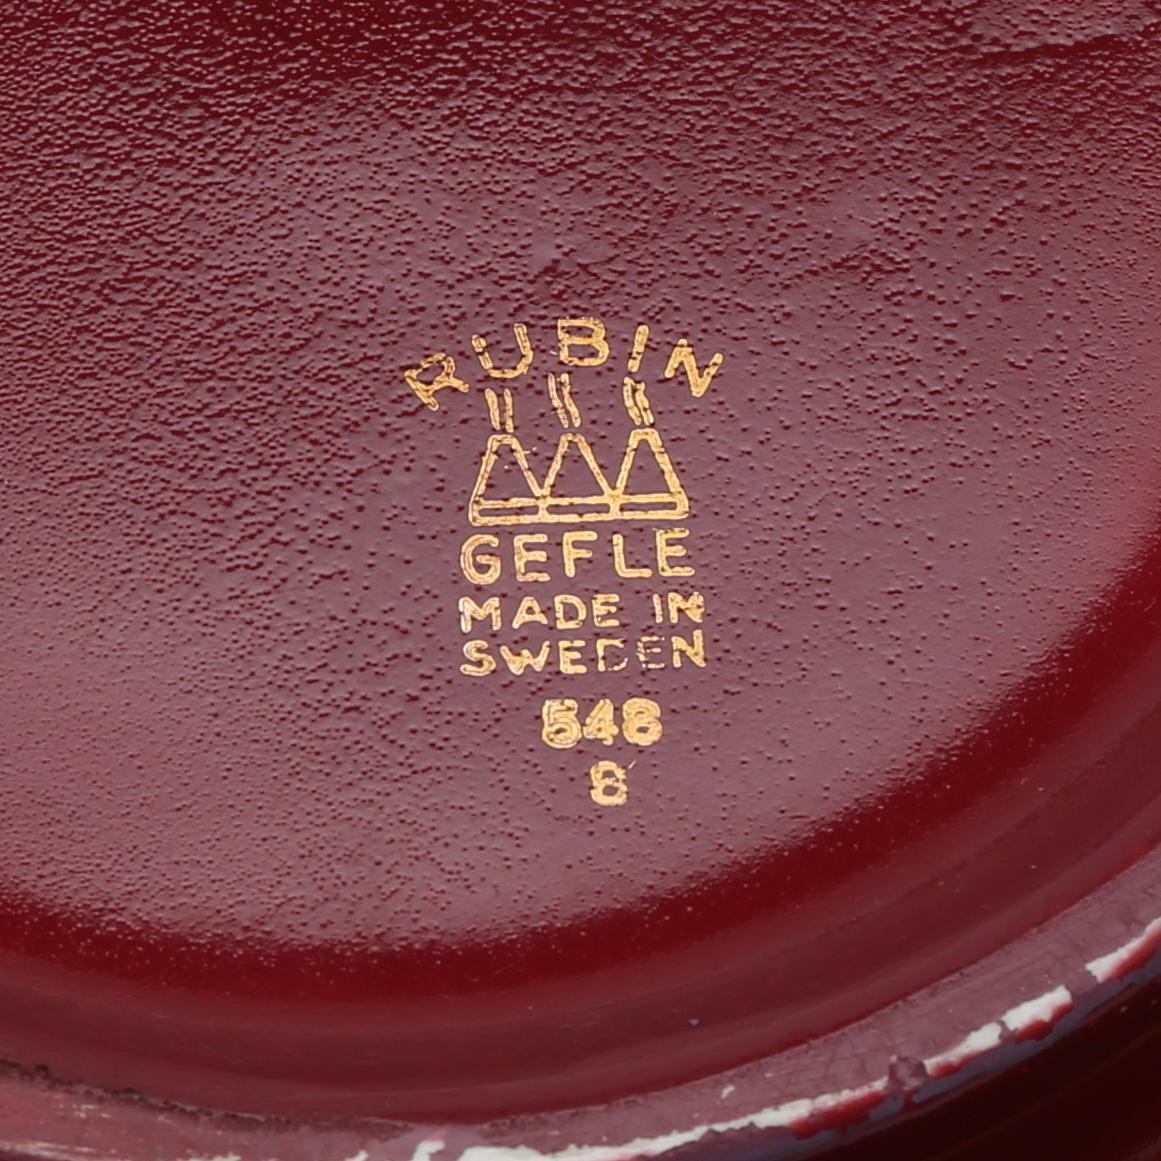 RUBIN
GEFLE
MADE IN
SWEDEN
548
8